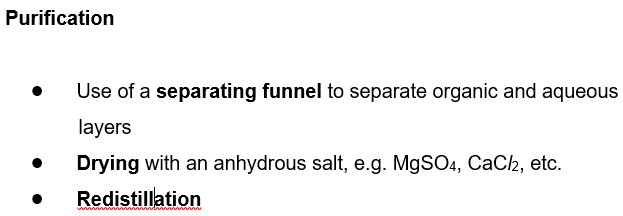 Purification
● Use of a separating funnel to separate organic and aqueous
layers
● Drying with an anhydrous salt, e.g. MgSO4, CaCl2, etc.
● Redistillation